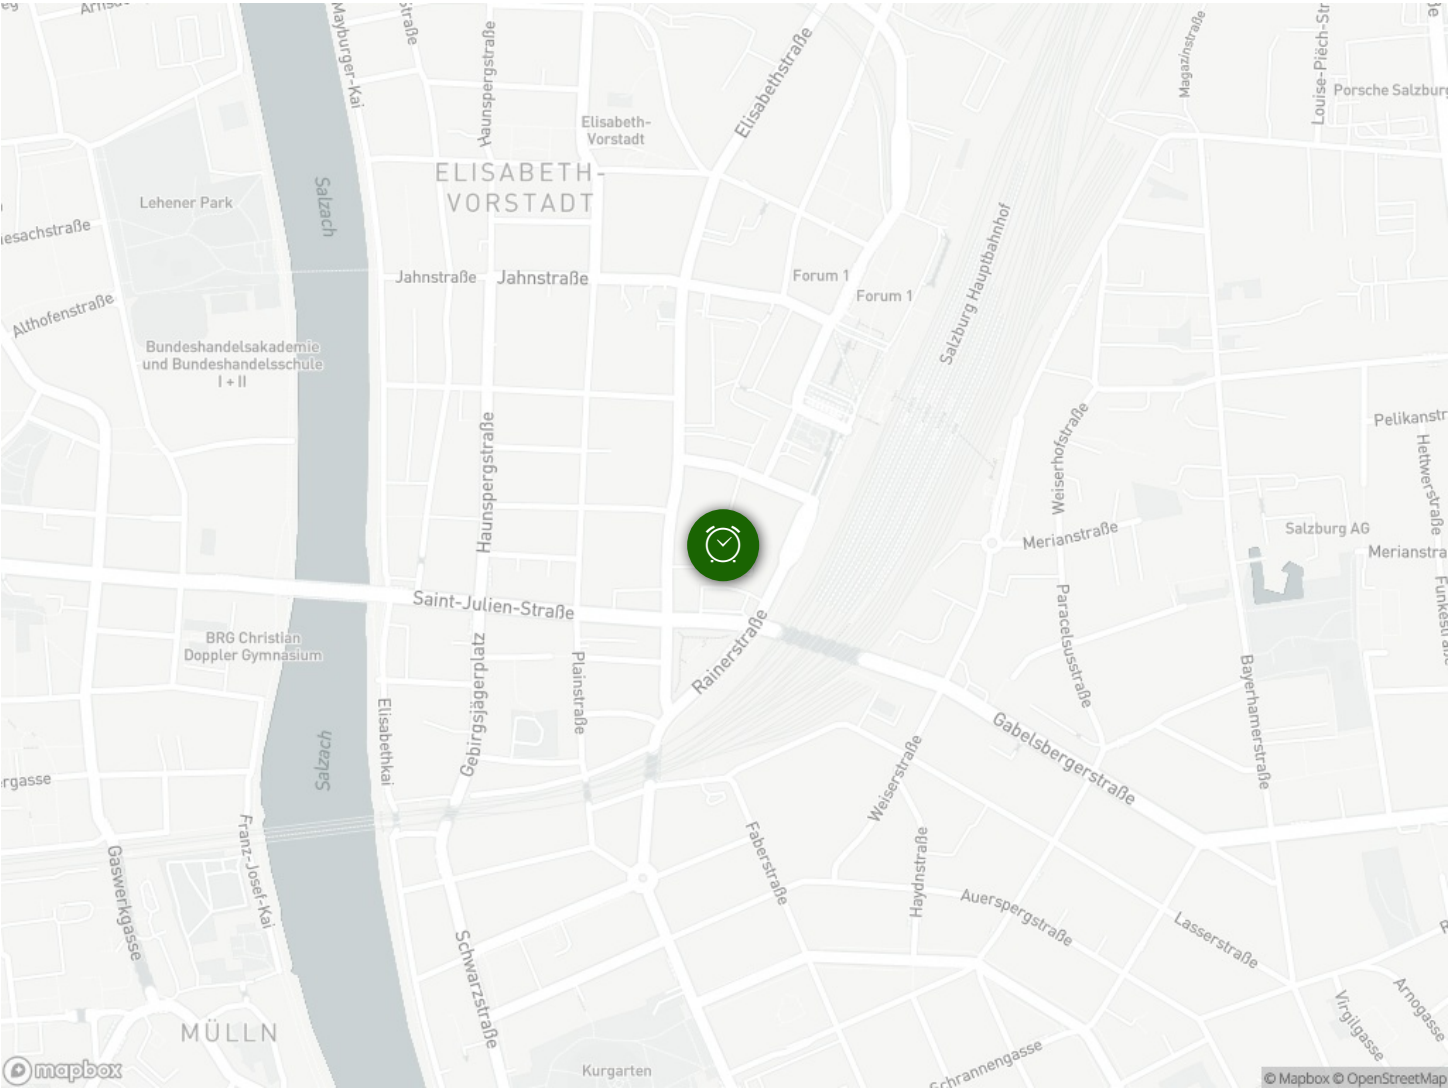 Mayburger-Kai
Haunspergstraße
Elisabethstraße
Magazinstraße
Louise-Piëch-Str
Porsche Salzburg
Elisabeth-
Vorstadt
ELISABETH-
VORSTADT
Lehener Park
Salzach
Salzburg Hauptbahnhof
Jahnstraße
Jahnstraße
Forum 1
Forum 1
Althofenstraße
Bundeshandelsakademie
und Bundeshandelsschule
I + II
Haunspergstraße
Weiserhofstraße
Pelikanstr
Hettwerstraße
Merianstraße
Salzburg AG
Merianstra
Saint-Julien-Straße
BRG Christian
Doppler Gymnasium
Rainerstraße
Paracelsusstraße
Plainstraße
Gebirgsjägerplatz
Elisabethkai
Salzach
Bayerhamerstraße
Gabelsbergerstraße
Weiserstraße
Franz-Josef-Kai
Gaswerkgasse
Faberstraße
Haydnstraße
Auerspergstraße
Lasserstraße
Schwarzstraße
Arnogasse
Virgilgasse
MÜLLN
Kurgarten
Schrannengasse
mapbox
© Mapbox © OpenStreetMap